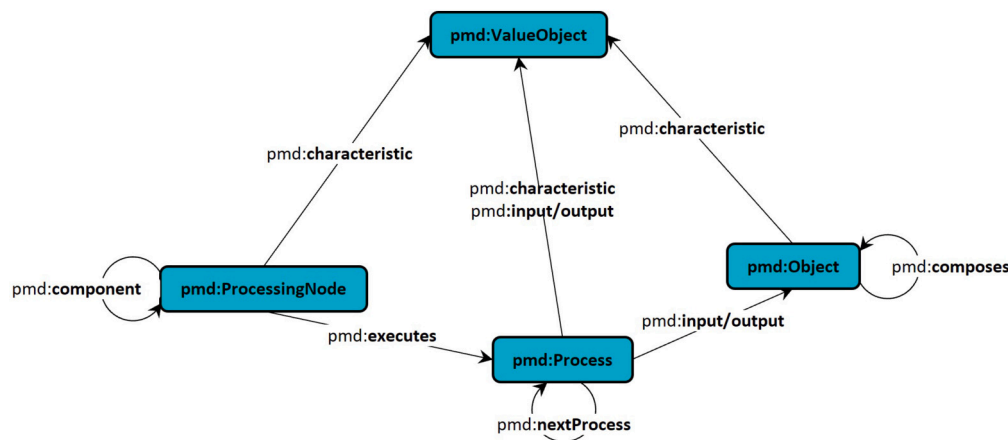 pmd:ValueObject
pmd:characteristic
pmd:characteristic
pmd:characteristic
pmd:input/output
pmd:component
pmd:ProcessingNode
pmd:Object
pmd:composes
pmd:executes
pmd:input/output
pmd:Process
pmd:nextProcess